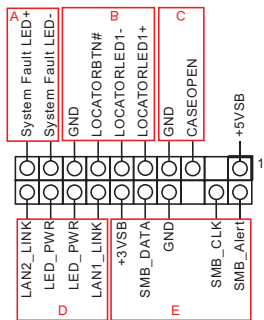 A
B
C
System Fault LED+
System Fault LED-
GND
LOCATORBTN#
LOCATORLED1-
LOCATORLED1+
GND
CASEOPEN
+5VSB
1
LAN2_LINK
LED_PWR
LED_PWR
LAN1_LINK
+3VSB
SMB_DATA
GND
SMB_CLK
SMB_Alert
D
E